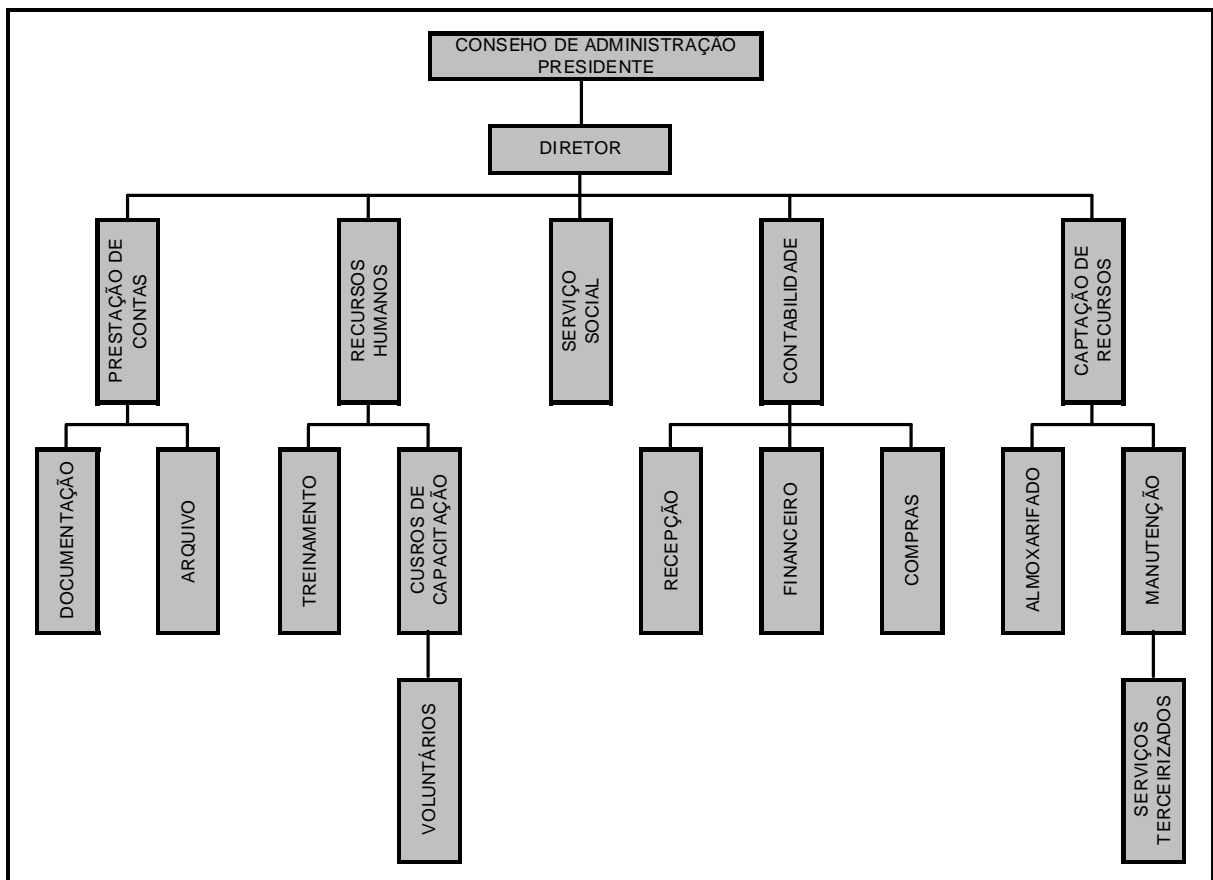 CONSEHO DE ADMINISTRAÇÃO
PRESIDENTE
DIRETOR
PRESTAÇÃO DE
CONTAS
RECURSOS
HUMANOS
SERVIÇO
SOCIAL
CONTABILIDADE
CAPTAÇÃO DE
RECURSOS
DOCUMENTAÇÃO
ARQUIVO
TREINAMENTO
CUSROS DE
CAPACITAÇÃO
RECEPÇÃO
FINANCEIRO
COMPRAS
ALMOXARIFADO
MANUTENÇÃO
VOLUNTÁRIOS
SERVIÇOS
TERCEIRIZADOS